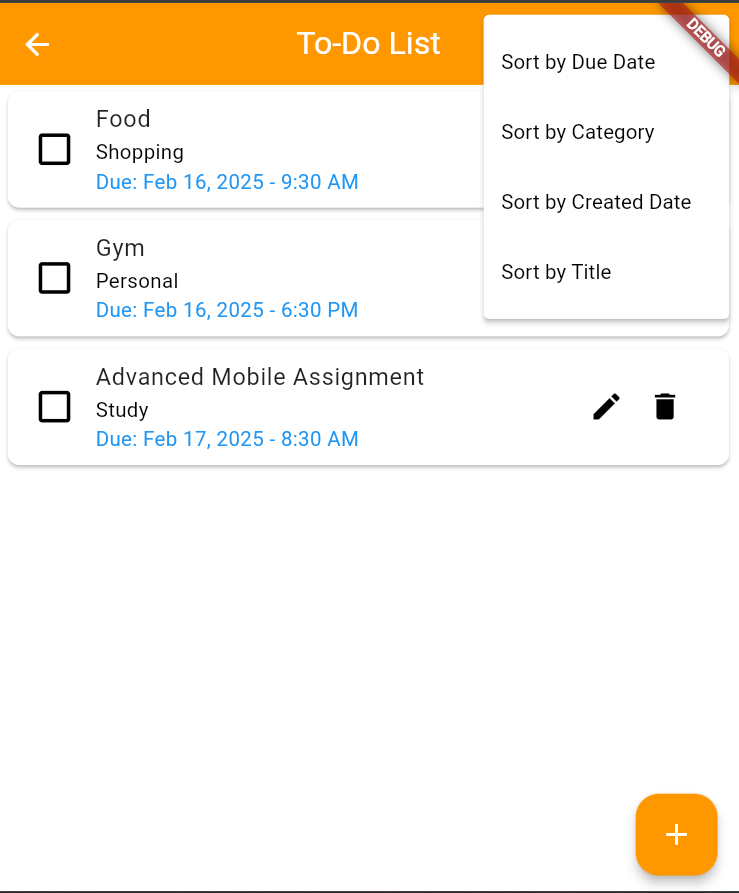 To-Do List
DEBUG
Sort by Due Date
Sort by Category
Sort by Created Date
Sort by Title
Food
Shopping
Due: Feb 16, 2025 - 9:30 AM
Gym
Personal
Due: Feb 16, 2025 - 6:30 PM
Advanced Mobile Assignment
Study
Due: Feb 17, 2025 - 8:30 AM